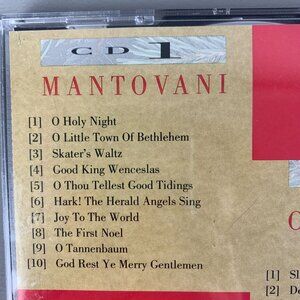 CD 1
MANTOVANI
[1] O Holy Night
[2] O Little Town Of Bethlehem
[3] Skater's Waltz
[4] Good King Wenceslas
[5] O Thou Tellest Good Tidings
[6] Hark! The Herald Angels Sing
[7] Joy To The World
[8] The First Noel
[9] O Tannenbaum
[10] God Rest Ye Merry Gentlemen
[1]
[2]